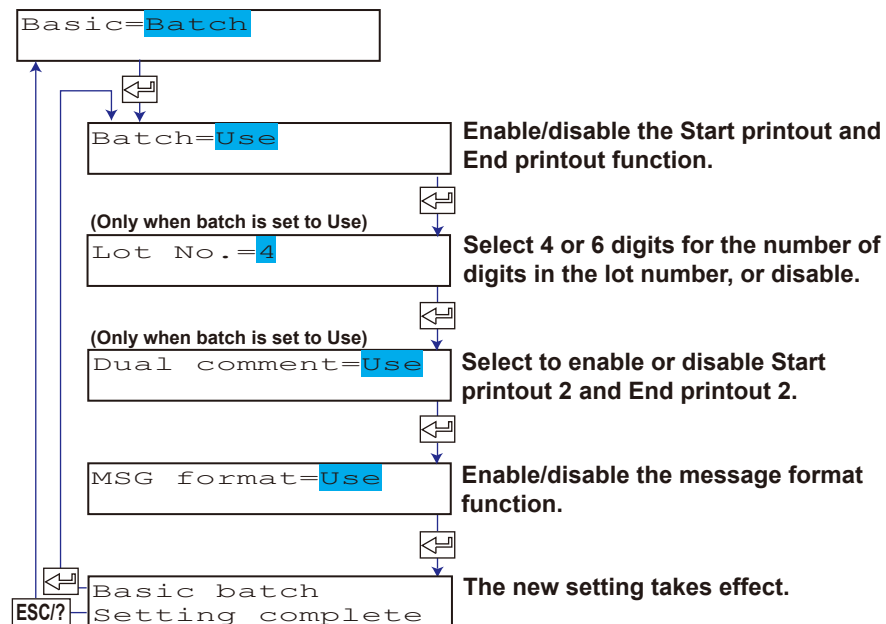 Basic=Batch
Batch=Use
Enable/disable the Start printout and
End printout function.
(Only when batch is set to Use)
Lot No.=4
Select 4 or 6 digits for the number of
digits in the lot number, or disable.
(Only when batch is set to Use)
Dual comment=Use
Select to enable or disable Start
printout 2 and End printout 2.
MSG format=Use
Enable/disable the message format
function.
Basic batch
Setting complete
The new setting takes effect.
ESC/?